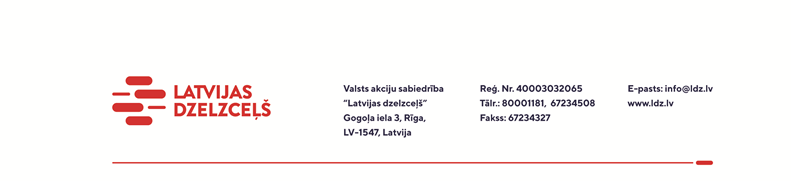 LATVIJAS
DZELZCEĻŠ
Valsts akciju sabiedrība
"Latvijas dzelzceļš"
Gogoļa iela 3, Rīga,
LV-1547, Latvija
Reģ. Nr. 40003032065
Tālr.: 80001181, 67234508
Fakss: 67234327
E-pasts: info@ldz.lv
www.ldz.lv